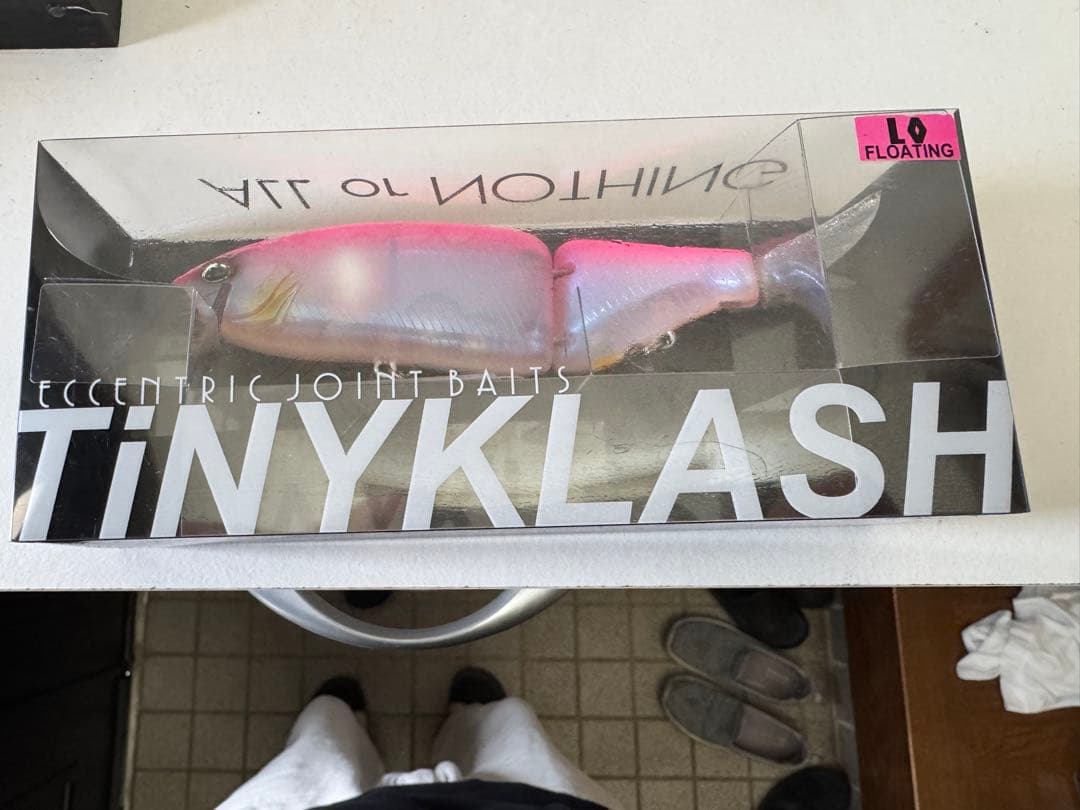 LO
FLOATING
ALL or NOTHING
ECCENTRIC JOINT BAITS
TiNYKLASH